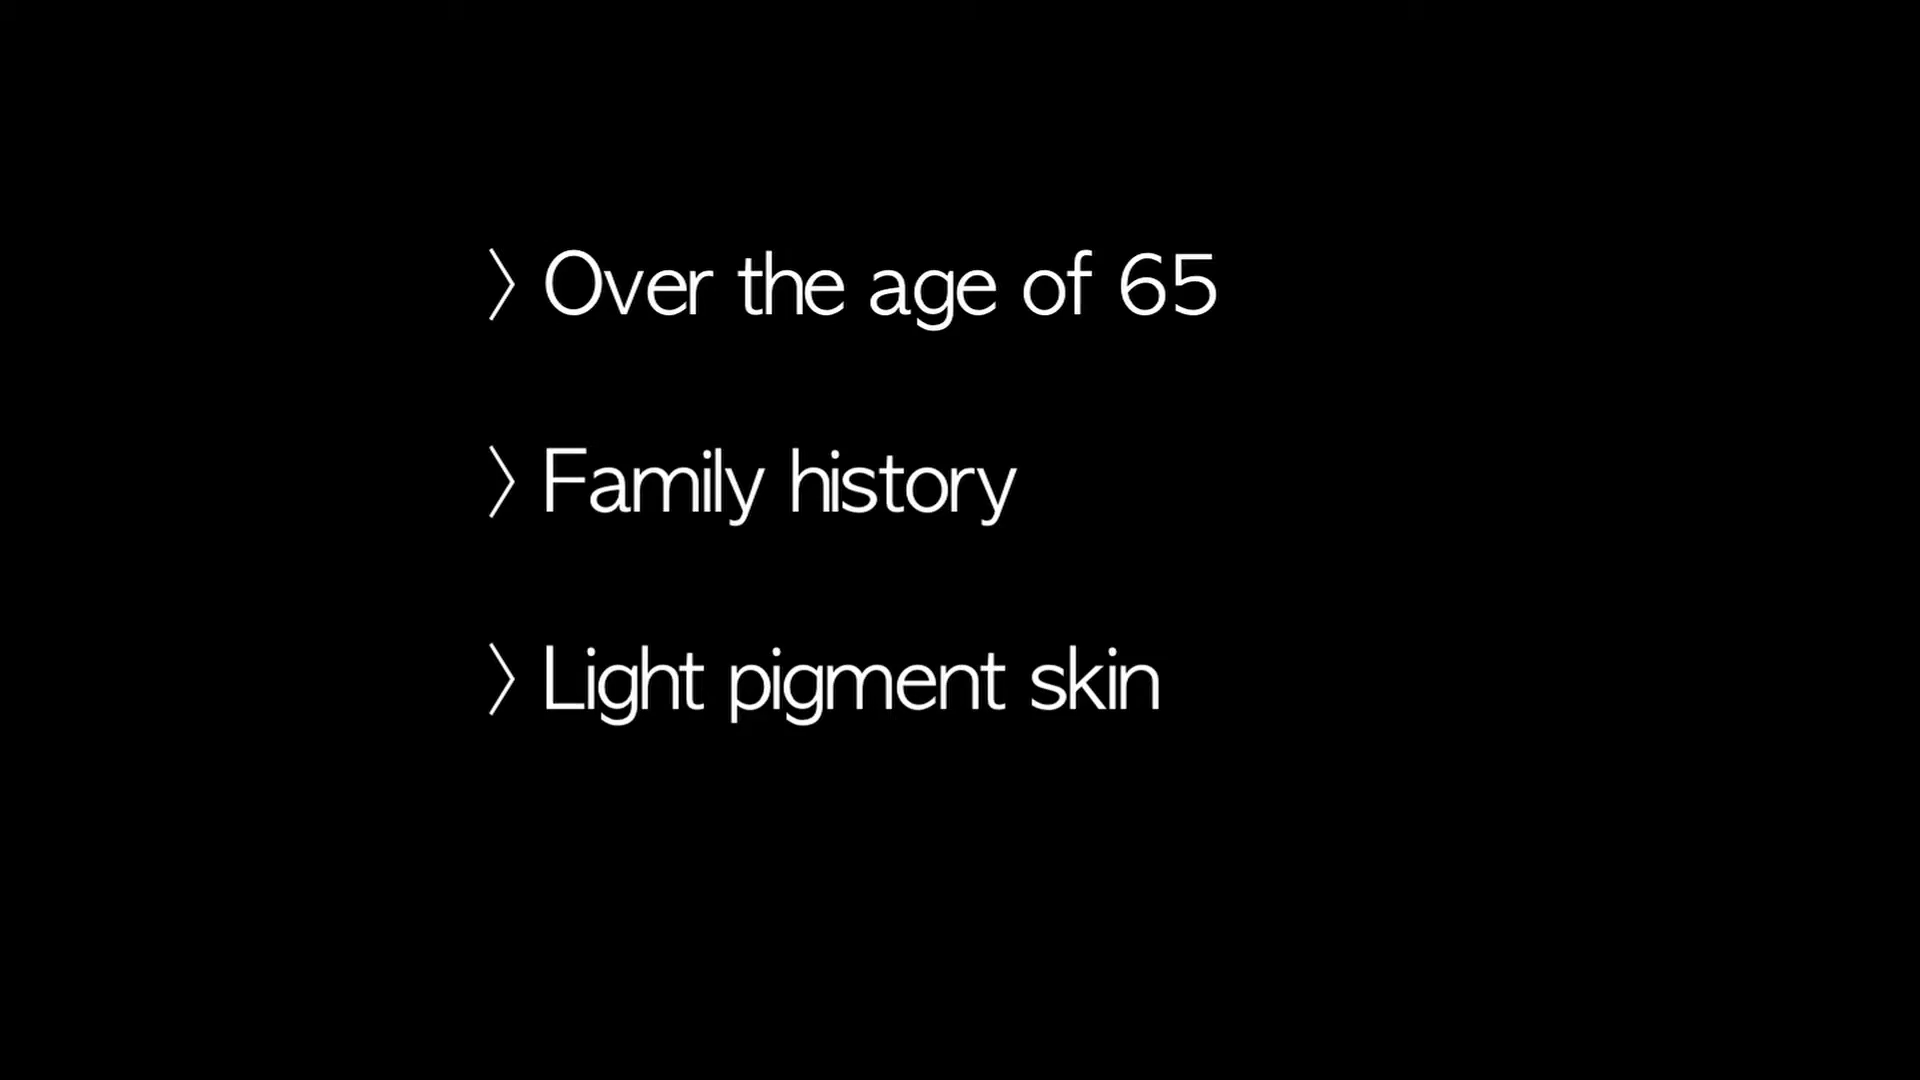 〉Over the age of 65
〉Family history
〉Light pigment skin